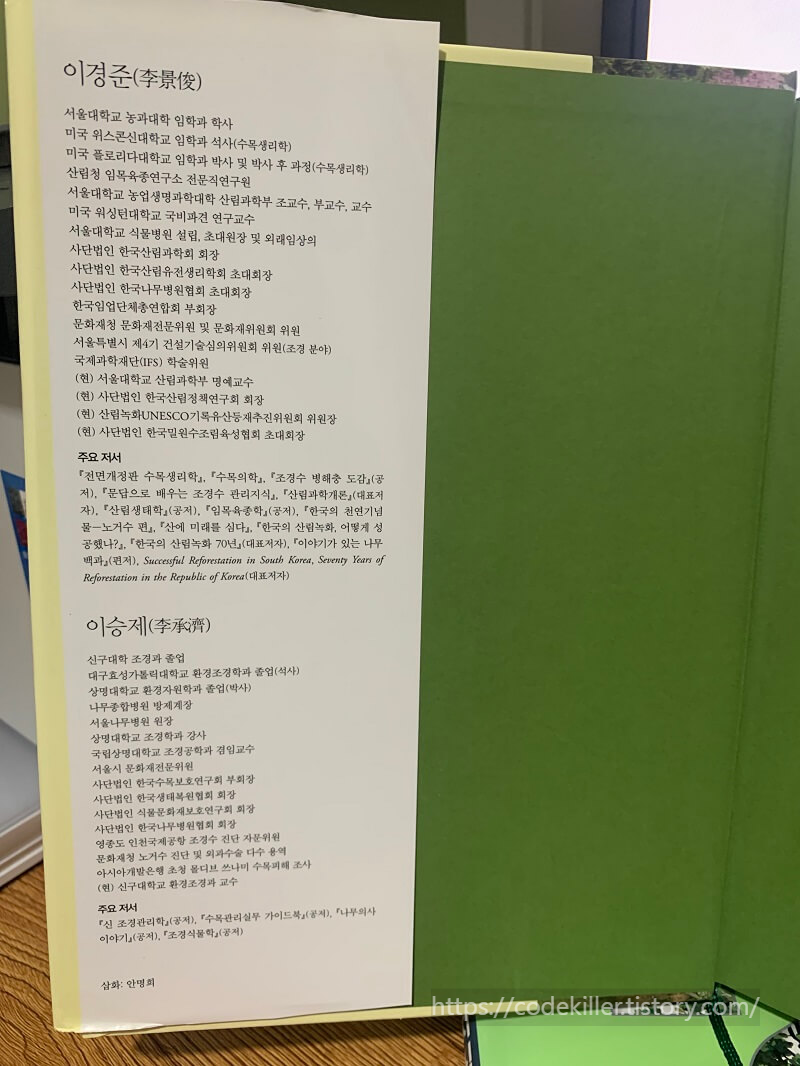 이경준(李景俊)
서울대학교 농과대학 임학과 학사
미국 위스콘신대학교 임학과 석사(수목생리학)
미국 플로리다대학교 임학과 박사 및 박사 후 과정(수목생리학)
산림청 임목육종연구소 전문직연구원
서울대학교 농업생명과학대학 산림과학부 조교수, 부교수, 교수
미국 워싱턴대학교 국비파견 연구교수
서울대학교 식물병원 설립, 초대원장 및 외래임상의
사단법인 한국산림과학회 회장
사단법인 한국산림유전생리학회 초대회장
사단법인 한국나무병원협회 초대회장
한국임업단체총연합회 부회장
문화재청 문화재전문위원 및 문화재위원회 위원
서울특별시 제4기 건설기술심의위원회 위원(조경 분야)
국제과학재단(IFS) 학술위원
(현) 서울대학교 산림과학부 명예교수
(현) 사단법인 한국산림정책연구회 회장
(현) 산림녹화UNESCO기록유산등재추진위원회 위원장
(현) 사단법인 한국밀원수조림육성협회 초대회장
주요 저서
『전면개정판 수목생리학』, 『수목의학』, 『조경수 병해충 도감』(공
저), 『문답으로 배우는 조경수 관리지식』, 『산림과학개론』(대표저
자), 『산림생태학』(공저), 『임목육종학』(공저), 『한국의 천연기념
물—노거수 편』, 『산에 미래를 심다』, 『한국의 산림녹화, 어떻게 성
공했나?』, 『한국의 산림녹화 70년』(대표저자), 『이야기가 있는 나무
백과』(편저), Successful Reforestation in South Korea, Seventy Years of
Reforestation in the Republic of Korea(대표저자)
이승제(李承濟)
신구대학 조경과 졸업
대구효성가톨릭대학교 환경조경학과 졸업(석사)
상명대학교 환경자원학과 졸업(박사)
나무종합병원 방제계장
서울나무병원 원장
상명대학교 조경학과 강사
국립상명대학교 조경공학과 겸임교수
서울시 문화재전문위원
사단법인 한국수목보호연구회 부회장
사단법인 한국생태복원협회 회장
사단법인 식물문화재보호연구회 회장
사단법인 한국나무병원협회 회장
영종도 인천국제공항 조경수 진단 자문위원
문화재청 노거수 진단 및 외과수술 다수 용역
아시아개발은행 초청 몰디브 쓰나미 수목피해 조사
(현) 신구대학교 환경조경과 교수
주요 저서
『신 조경관리학』(공저), 『수목관리실무 가이드북』(공저), 『나무의사
이야기』(공저), 『조경식물학』(공저)
삽화: 안명희
https://codekillertistory.com/